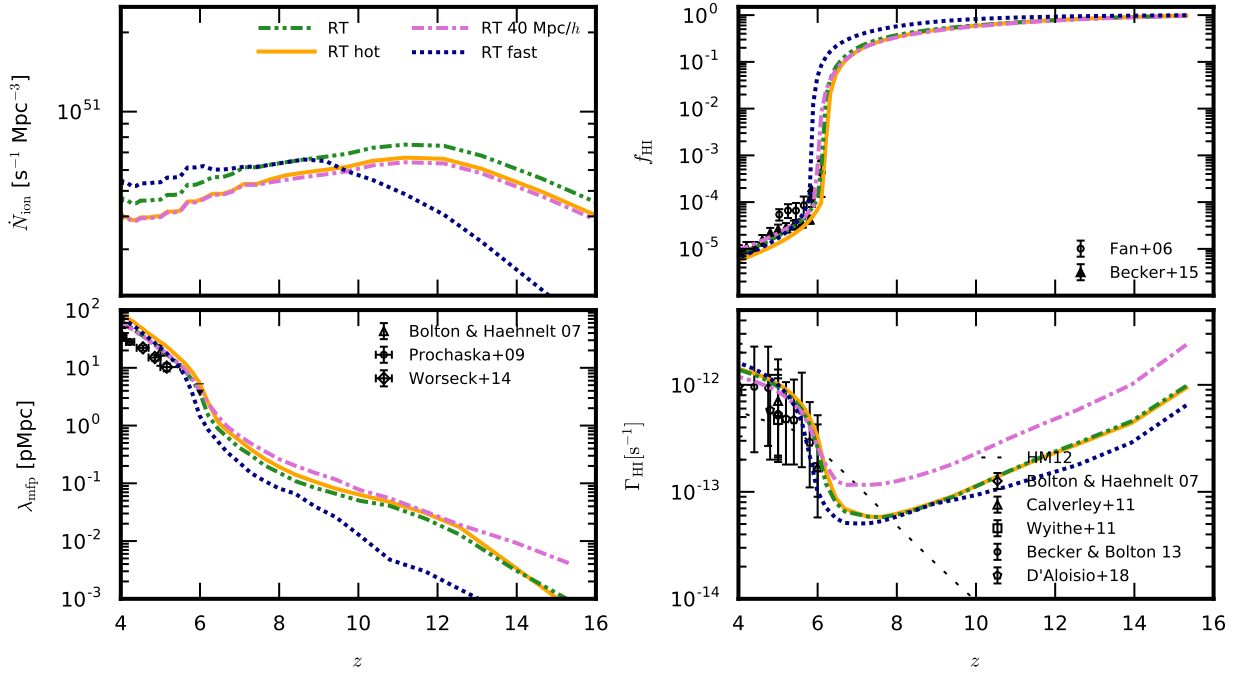 RT
RT hot
RT 40 Mpc/h
RT fast
10^51
Ṅ_ion [s^−1 Mpc^−3]
10^0
10^-1
10^-2
10^-3
10^-4
10^-5
f_HI
Fan+06
Becker+15
10^2
10^1
10^0
10^-1
10^-2
10^-3
λ_mfp [pMpc]
Bolton & Haehnelt 07
Prochaska+09
Worseck+14
4 6 8 10 12 14 16
z
10^-12
10^-13
10^-14
Γ_HI [s^−1]
HM12
Bolton & Haehnelt 07
Calverley+11
Wyithe+11
Becker & Bolton 13
D'Aloisio+18
4 6 8 10 12 14 16
z